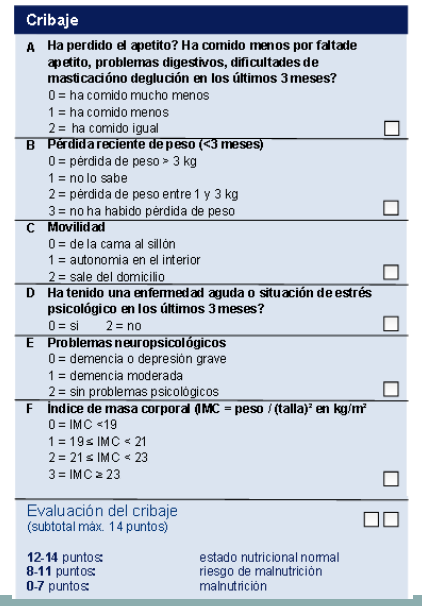 Cribaje
A Ha perdido el apetito? Ha comido menos por faltade
apetito, problemas digestivos, dificultades de
masticacióno deglución en los últimos 3 meses?
0 = ha comido mucho menos
1 = ha comido menos
2 = ha comido igual
B Pérdida reciente de peso (<3 meses)
0 = pérdida de peso > 3 kg
1 = no lo sabe
2 = pérdida de peso entre 1 y 3 kg
3 = no ha habido pérdida de peso
C Movilidad
0 = de la cama al sillón
1 = autonomia en el interior
2 = sale del domicilio
D Ha tenido una enfermedad aguda o situación de estrés
psicológico en los últimos 3 meses?
0 = si 2 = no
E Problemas neuropsicológicos
0 = demencia o depresión grave
1 = demencia moderada
2 = sin problemas psicológicos
F Índice de masa corporal (IMC = peso / (talla)² en kg/m²
0 = IMC <19
1 = 19 ≤ IMC < 21
2 = 21 ≤ IMC < 23
3 = IMC ≥ 23
Evaluación del cribaje
(subtotal máx. 14 puntos)
12-14 puntos: estado nutricional normal
8-11 puntos: riesgo de malnutrición
0-7 puntos: malnutrición